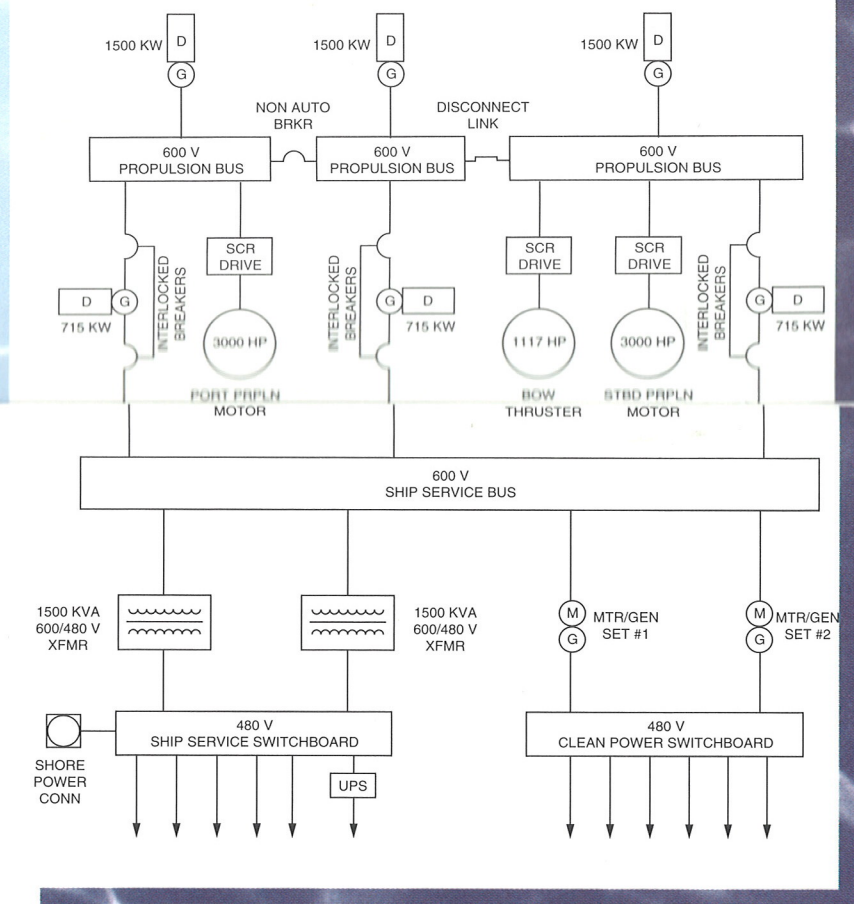 1500 KW
D
G
1500 KW
D
G
1500 KW
D
G
NON AUTO
BRKR
DISCONNECT
LINK
600 V
PROPULSION BUS
600 V
PROPULSION BUS
600 V
PROPULSION BUS
SCR
DRIVE
SCR
DRIVE
SCR
DRIVE
INTERLOCKED
BREAKERS
INTERLOCKED
BREAKERS
INTERLOCKED
BREAKERS
D
G
715 KW
G
D
715 KW
G
D
715 KW
3000 HP
1117 HP
3000 HP
PORT PRPLN
MOTOR
BOW
THRUSTER
STBD PRPLN
MOTOR
600 V
SHIP SERVICE BUS
1500 KVA
600/480 V
XFMR
1500 KVA
600/480 V
XFMR
M
G
MTR/GEN
SET #1
M
G
MTR/GEN
SET #2
480 V
SHIP SERVICE SWITCHBOARD
480 V
CLEAN POWER SWITCHBOARD
SHORE
POWER
CONN
UPS